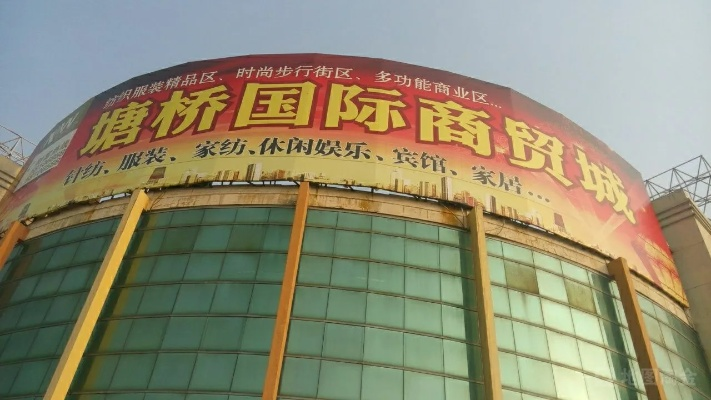 纺织服装精品区、时尚步行街区、多功能商业区...
塘桥国际商贸城
针纺、服装、家纺、休闲娱乐、宾馆、家居...